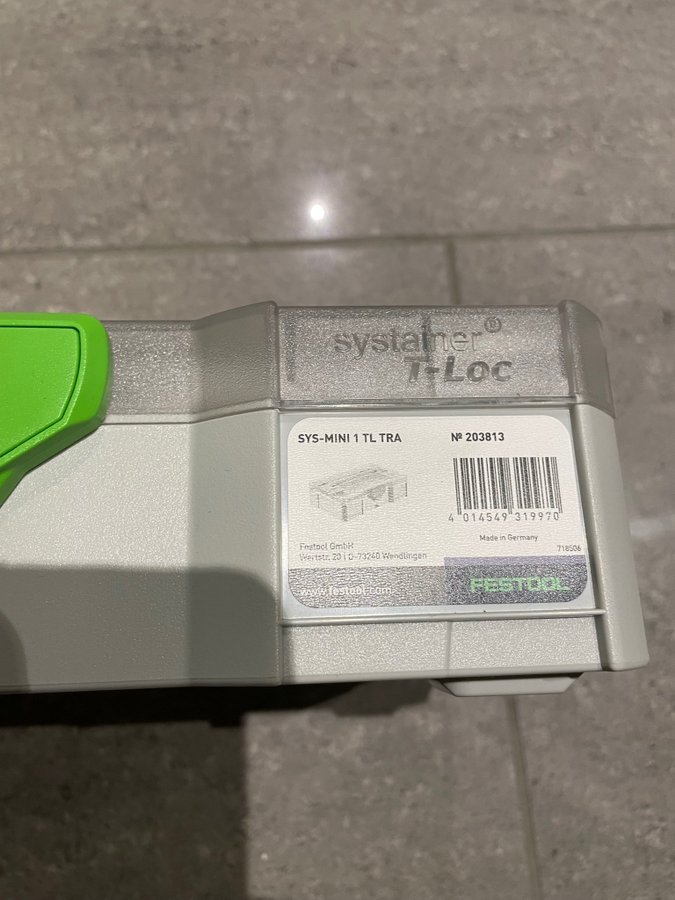 systainer®
T-Loc
SYS-MINI 1 TL TRA
№ 203813
4 014549 319970
Made in Germany
718506
Festool GmbH
Wertstr. 20 | D-73240 Wendlingen
www.festool.com
FESTOOL